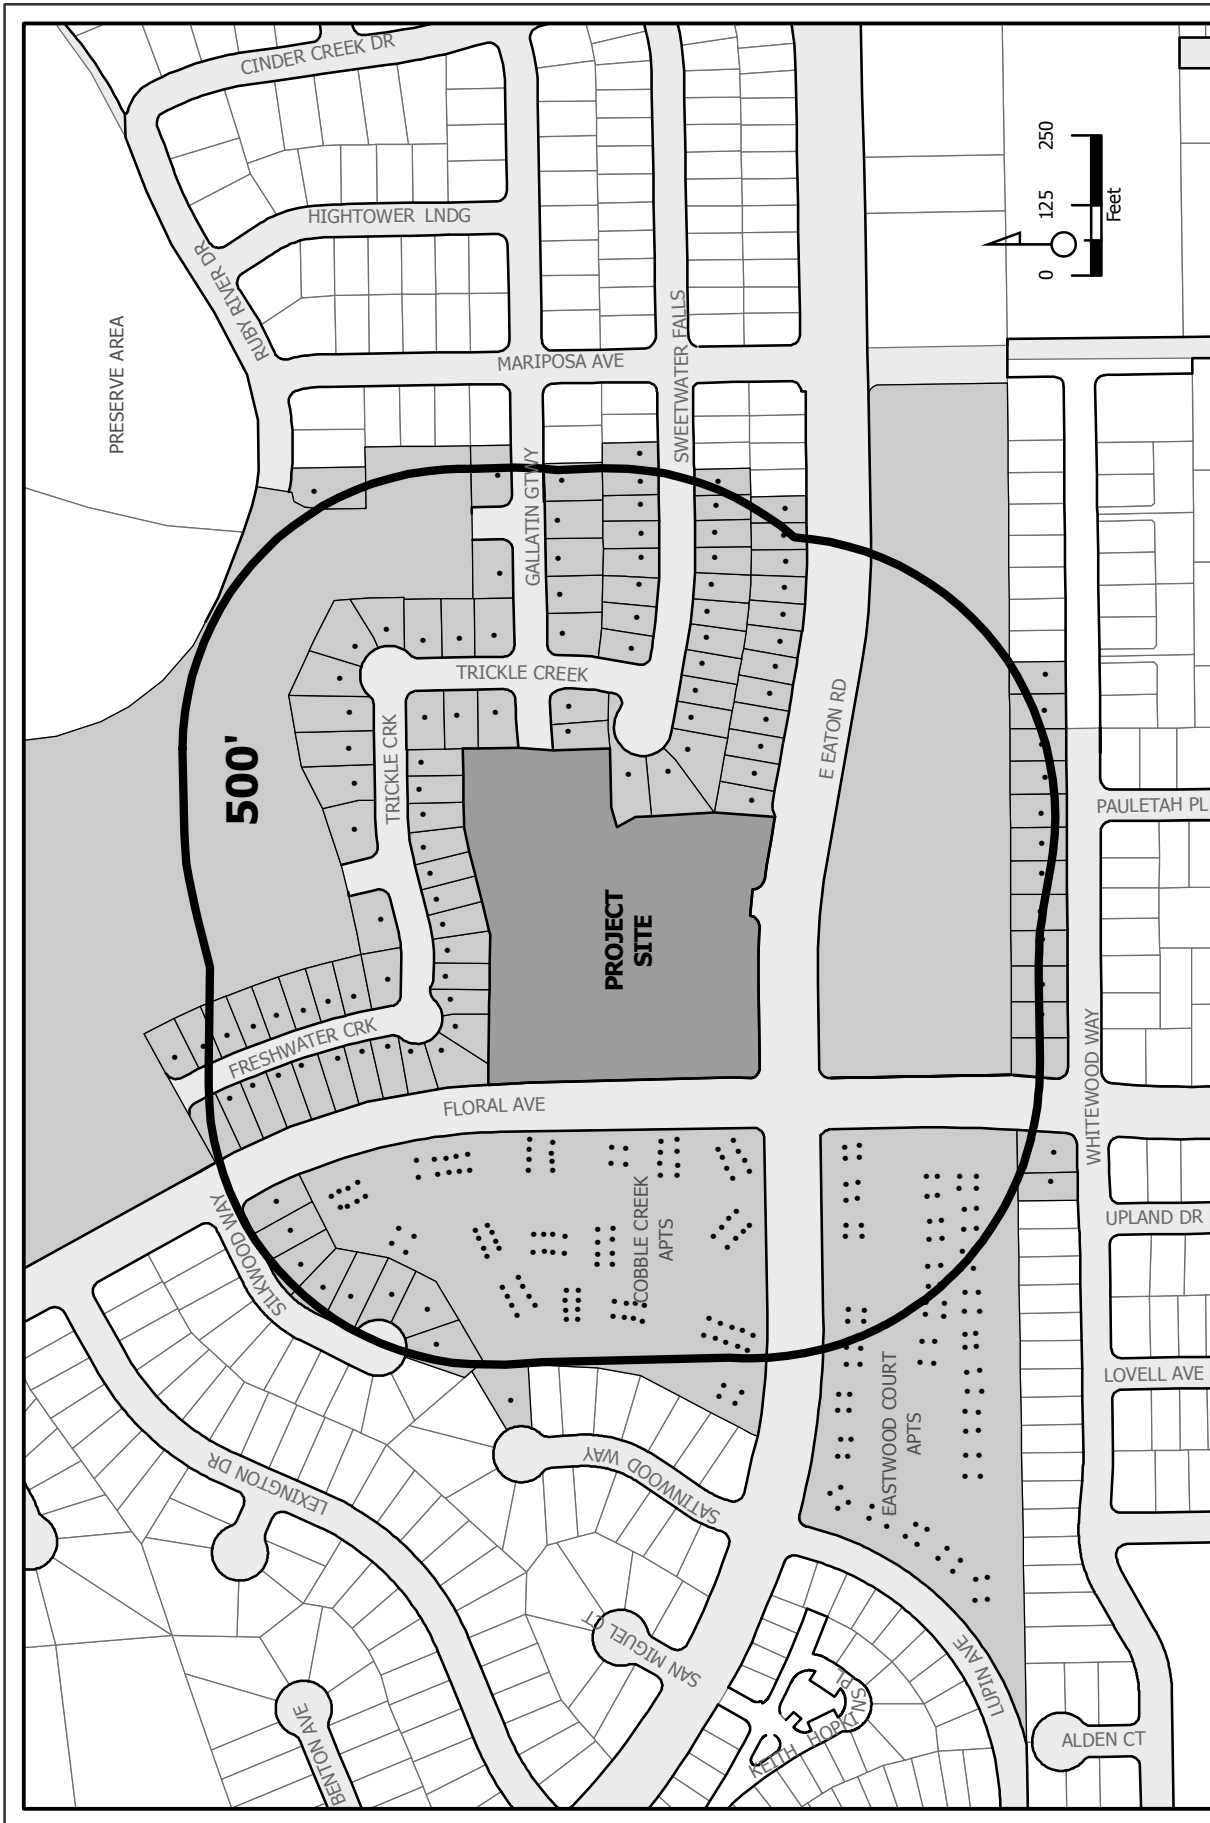 CINDER CREEK DR
HIGHTOWER LNDG
RUBY RIVER DR
PRESERVE AREA
MARIPOSA AVE
SWEETWATER FALLS
GALLATIN GTWY
0 125 250
Feet
TRICKLE CREEK
TRICKLE CRK
500'
E EATON RD
PAULETAH PL
PROJECT
SITE
FRESHWATER CRK
FLORAL AVE
WHITEWOOD WAY
SILKWOOD WAY
COBBLE CREEK
APTS
UPLAND DR
LOVELL AVE
EASTWOOD COURT
APTS
LEXINGTON DR
SATINWOOD WAY
SAN MIGUEL CT
LUPIN AVE
KEITH HOPKINS PL
BENTON AVE
ALDEN CT